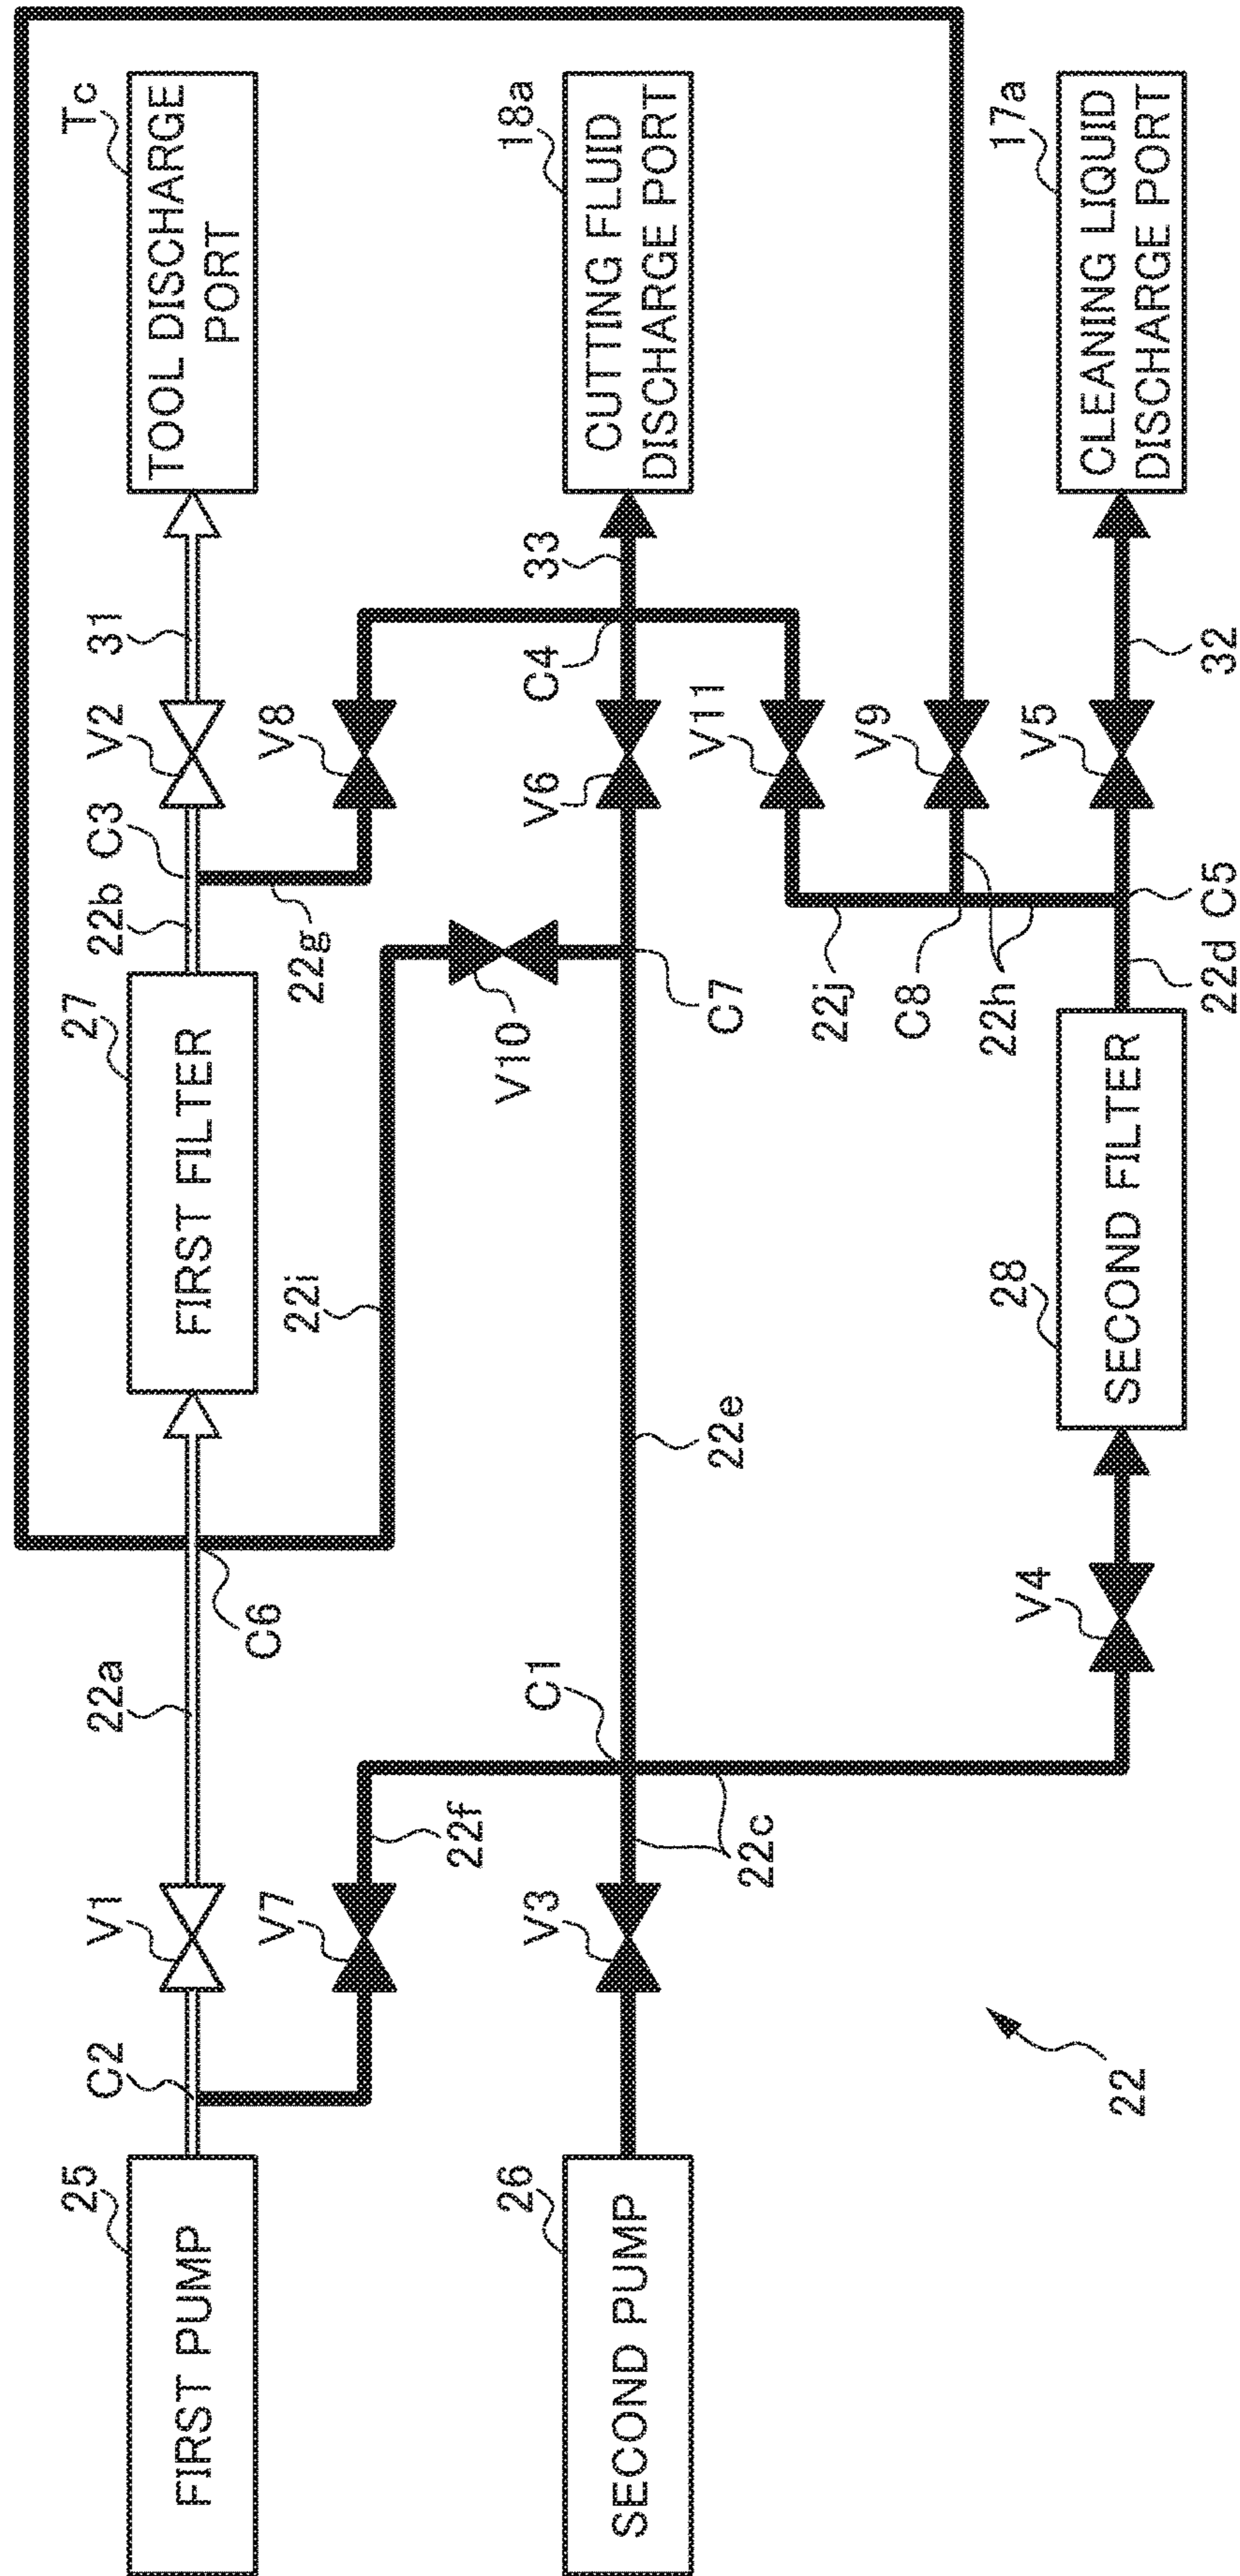 25
FIRST PUMP
C2
V1
22a
C6
27
FIRST FILTER
22b
C3
V2
31
Tc
TOOL DISCHARGE
PORT
V7
22f
22i
22g
V8
V10
26
SECOND PUMP
V3
22c
C1
22e
C7
V6
C4
33
18a
CUTTING FLUID
DISCHARGE PORT
22j
V11
C8
V9
22h
V4
28
SECOND FILTER
22d
C5
V5
32
17a
CLEANING LIQUID
DISCHARGE PORT
22